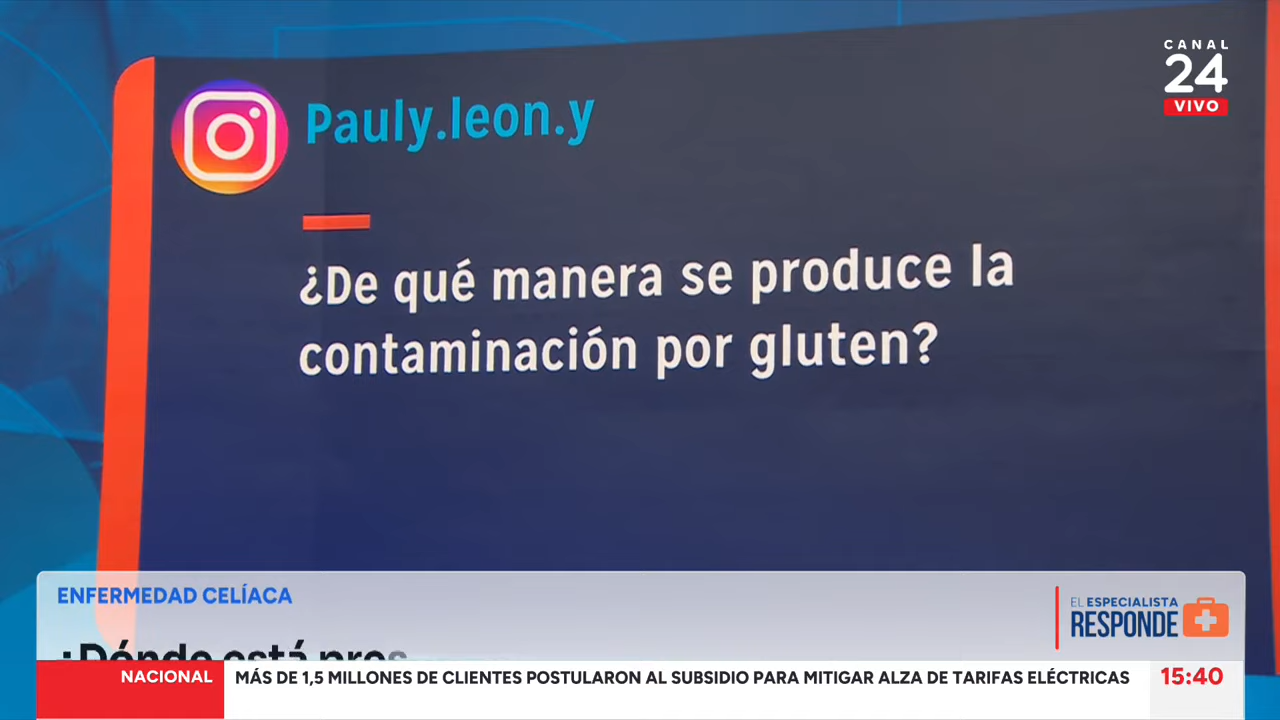 CANAL
24
VIVO
Pauly.leon.y
¿De qué manera se produce la
contaminación por gluten?
ENFERMEDAD CELÍACA
EL ESPECIALISTA
RESPONDE
¿Dónde está
NACIONAL
MÁS DE 1,5 MILLONES DE CLIENTES POSTULARON AL SUBSIDIO PARA MITIGAR ALZA DE TARIFAS ELÉCTRICAS
15:40